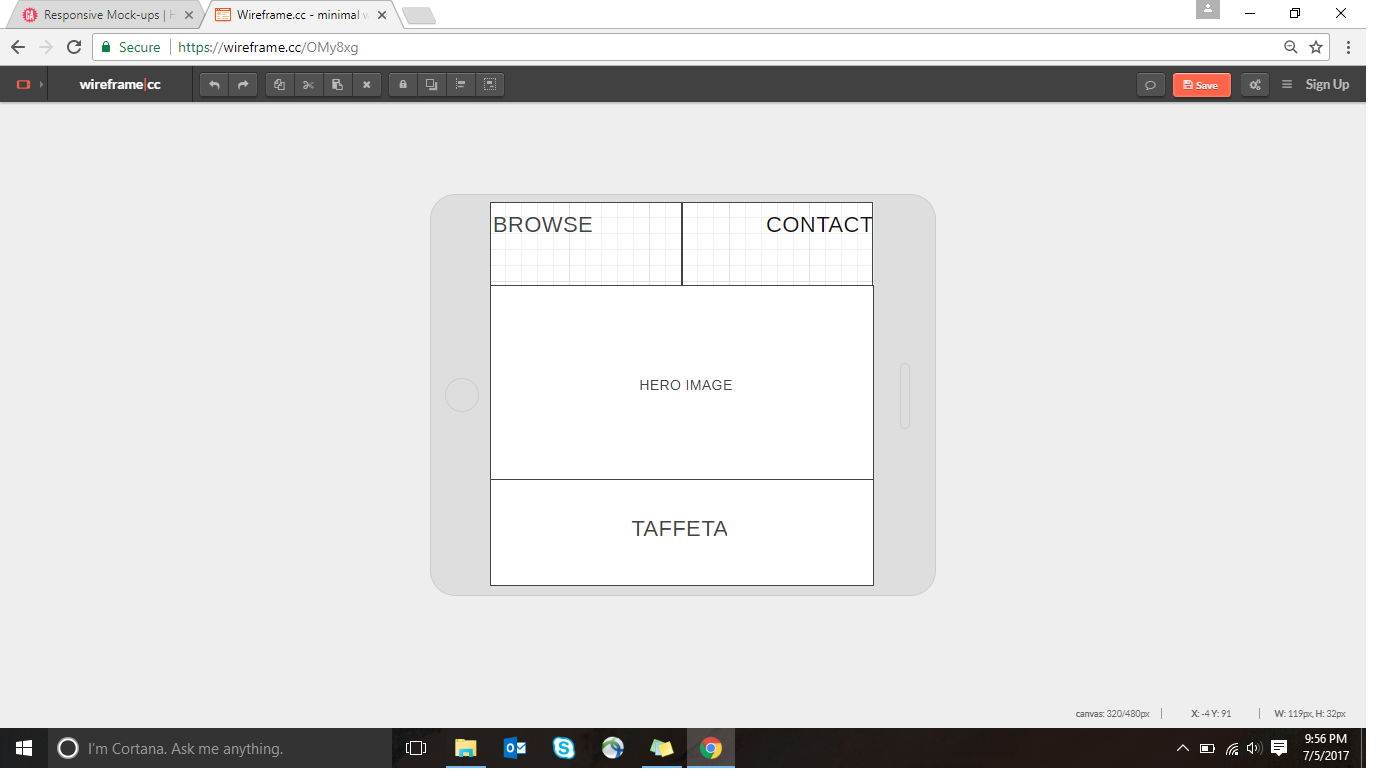 Responsive Mock-ups | H
Wireframe.cc - minimal w
Secure https://wireframe.cc/OMy8xg
wireframe|cc
Save
Sign Up
BROWSE
CONTACT
HERO IMAGE
TAFFETA
canvas: 320/480px
X: -4 Y: 91
W: 119px, H: 32px
I'm Cortana. Ask me anything.
9:56 PM
7/5/2017